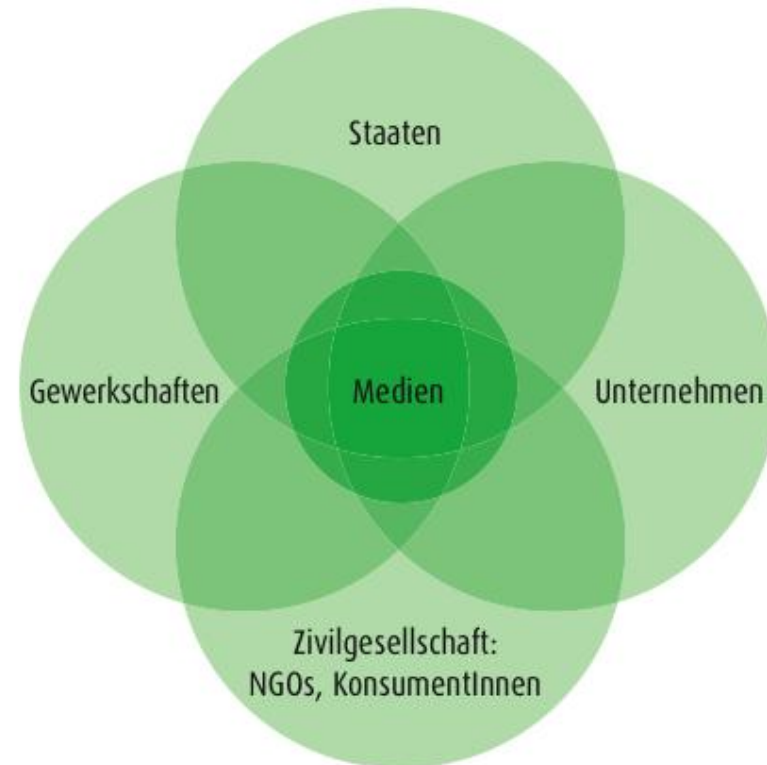 Staaten
Gewerkschaften
Medien
Unternehmen
Zivilgesellschaft:
NGOs, KonsumentInnen